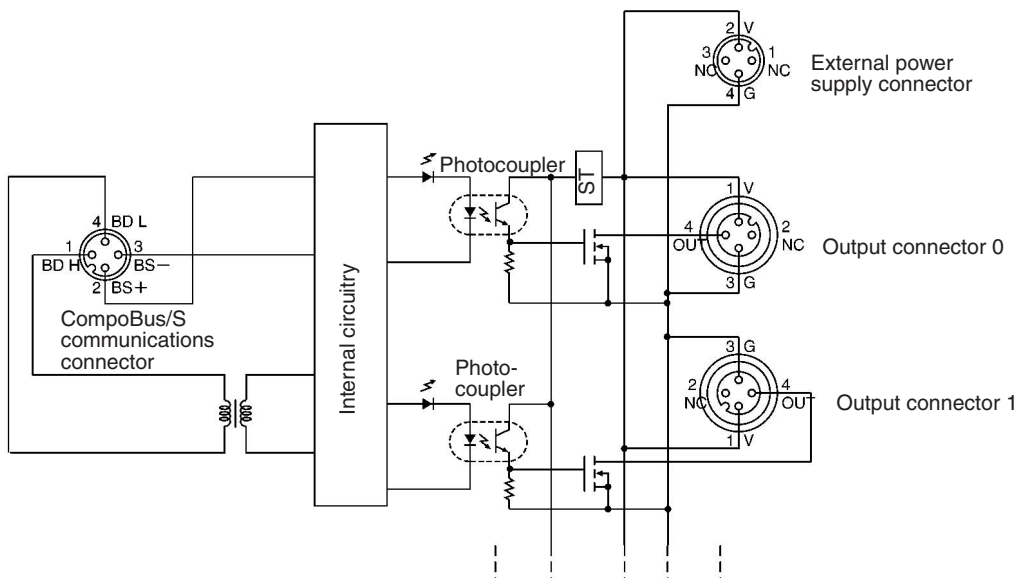 2 V
3
1
NC
NC
4 G
External power
supply connector
Photocoupler
ST
1 V
4
2
OUT
NC
3 G
Output connector 0
4 BD L
1
3
BD H
BS−
2 BS+
CompoBus/S
communications
connector
Internal circuitry
Photo-
coupler
3 G
2
4
NC
OUT
1 V
Output connector 1